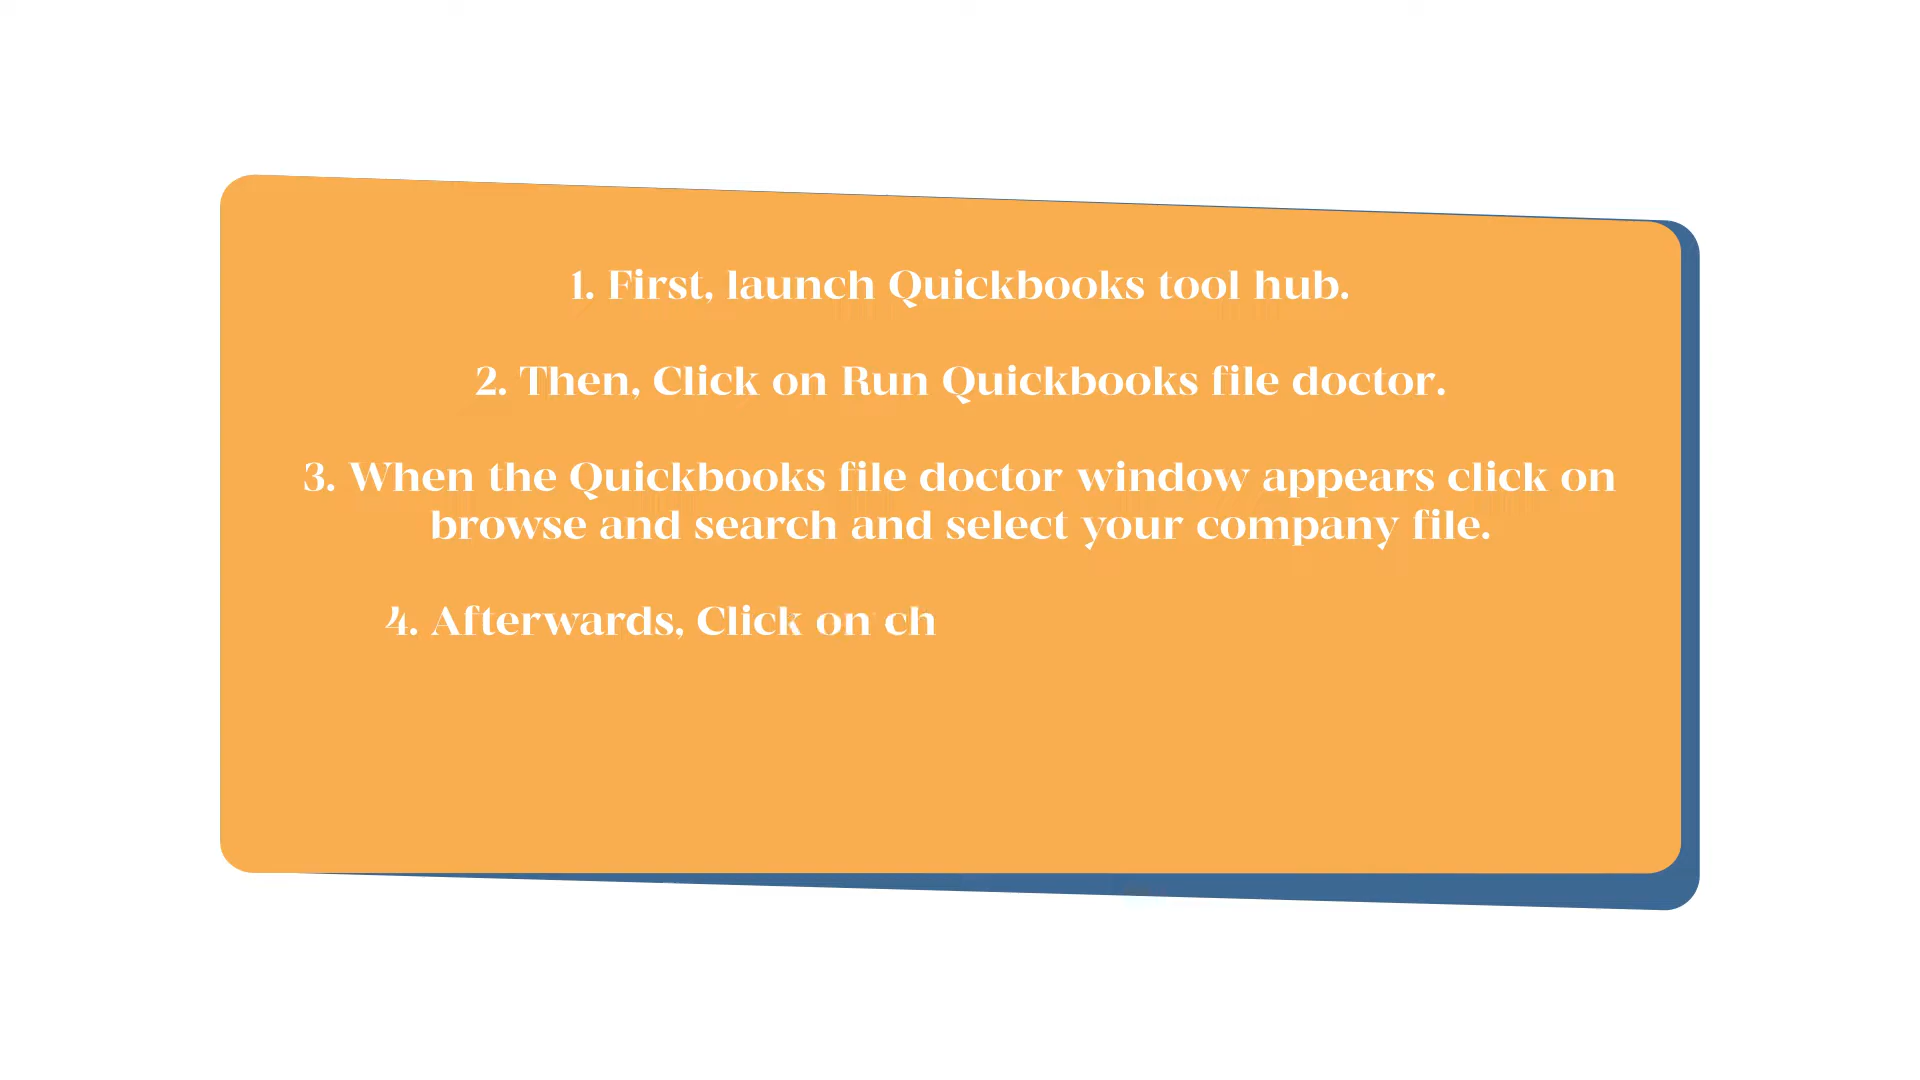 1. First, launch Quickbooks tool hub.
2. Then, Click on Run Quickbooks file doctor.
3. When the Quickbooks file doctor window appears click on
browse and search and select your company file.
4. Afterwards, Click on ch